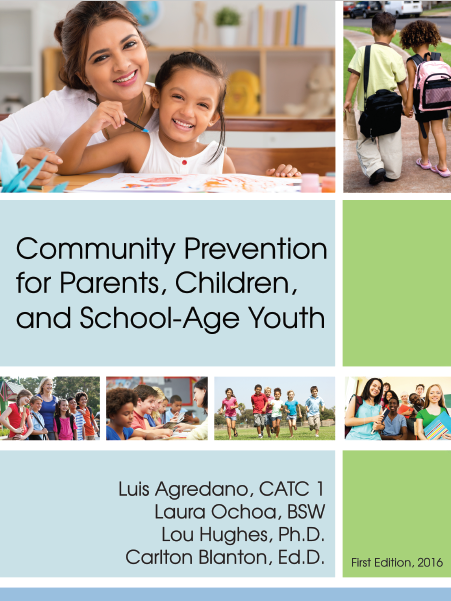 Community Prevention
for Parents, Children,
and School-Age Youth
Luis Agredano, CATC 1
Laura Ochoa, BSW
Lou Hughes, Ph.D.
Carlton Blanton, Ed.D.
First Edition, 2016